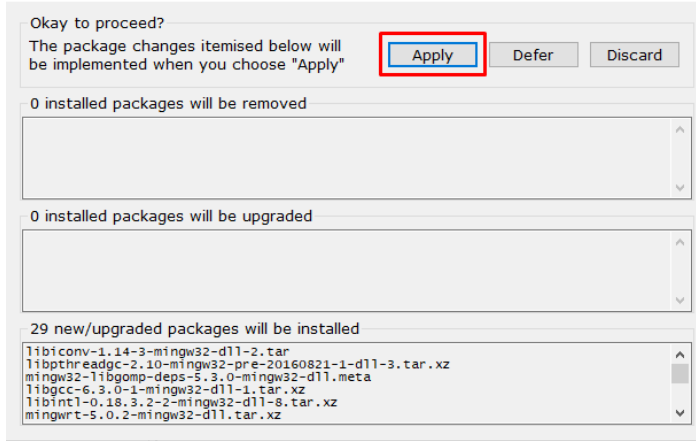 Okay to proceed?
The package changes itemised below will
be implemented when you choose "Apply"
Apply
Defer
Discard
0 installed packages will be removed
0 installed packages will be upgraded
29 new/upgraded packages will be installed
libiconv-1.14-3-mingw32-dll-2.tar
libpthreadgc-2.10-mingw32-pre-20160821-1-dll-3.tar.xz
mingw32-libgomp-deps-5.3.0-mingw32-dll.meta
libgcc-6.3.0-1-mingw32-dll-1.tar.xz
libintl-0.18.3.2-2-mingw32-dll-8.tar.xz
mingwrt-5.0.2-mingw32-dll.tar.xz